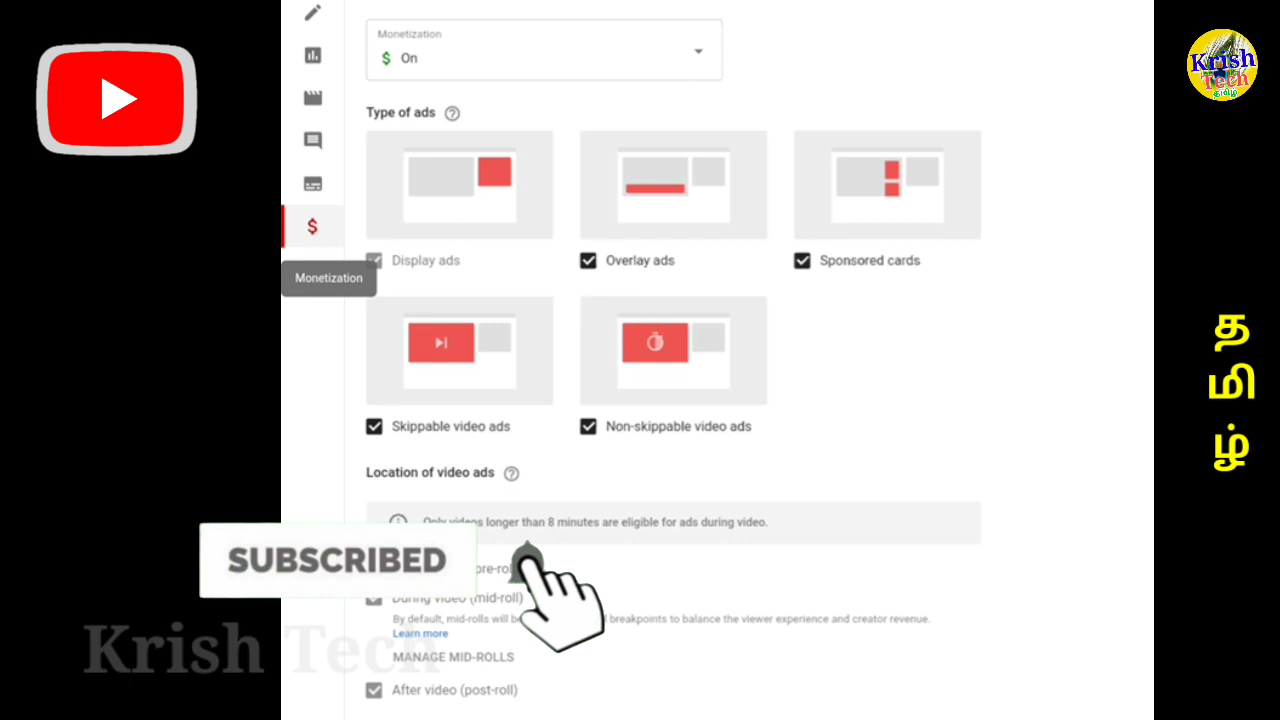 Monetization
$ On
Krish
Tech
தமிழ்
Type of ads
Display ads
Overlay ads
Sponsored cards
Monetization
Skippable video ads
Non-skippable video ads
தமிழ்
Location of video ads
Only videos longer than 8 minutes are eligible for ads during video.
SUBSCRIBED
During video (mid-roll)
By default, mid-rolls will be breakpoints to balance the viewer experience and creator revenue.
Learn more
Krish Tech
MANAGE MID-ROLLS
After video (post-roll)